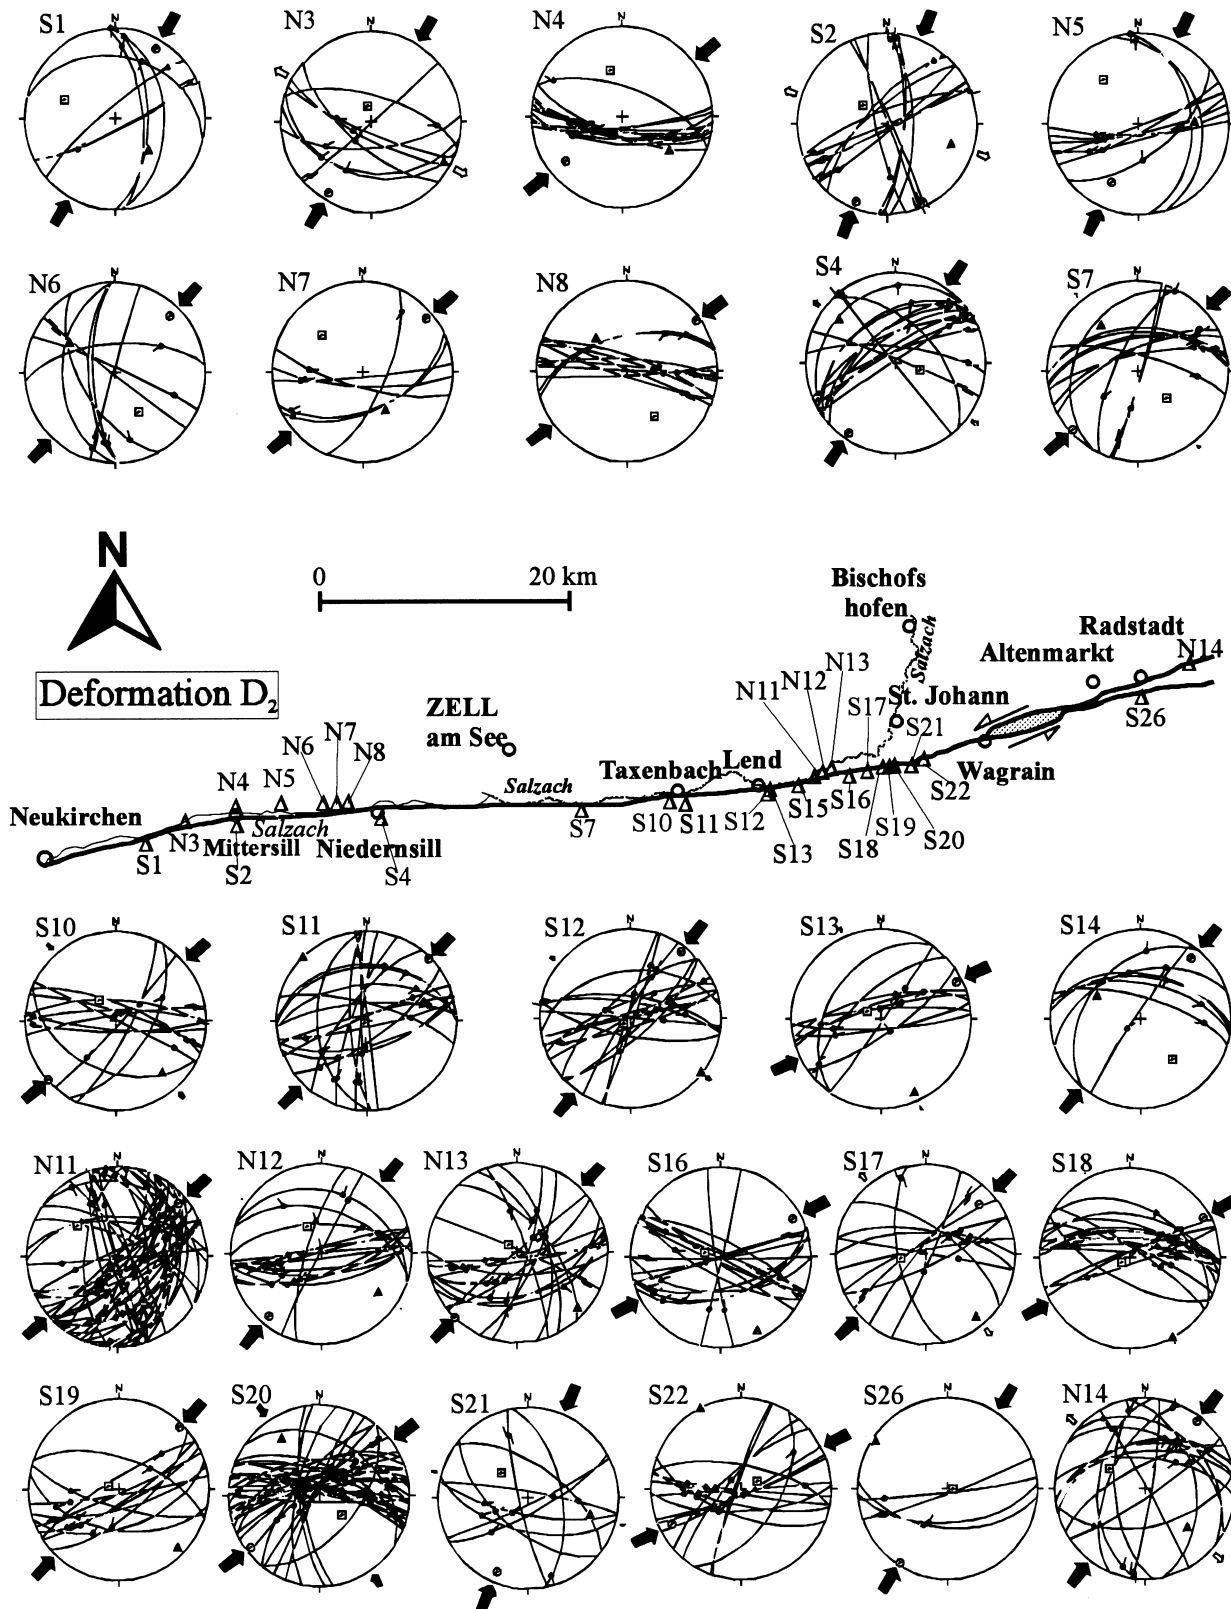 S1 N3 N4 S2 N5
N N N N N
N6 N7 N8 S4 S7
N N N N N
N
0 20 km
Deformation D₂
Bischofs
hofen
Salzach
Radstadt
Altenmarkt
N14
N13
N12
N11
S17
St. Johann
S21
S26
ZELL
am See
N7
N6
N8
N5
N4
Taxenbach
Lend
Salzach
Wagrain
Neukirchen
N3
Salzach
Mittersill
Niedernsill
S1
S2
S4
S7
S10
S11
S12
S13
S15
S16
S18
S19
S20
S22
S10 S11 S12 S13 S14
N N N N N
N11 N12 N13 S16 S17 S18
N N N N N N
S19 S20 S21 S22 S26 N14
N N N N N N